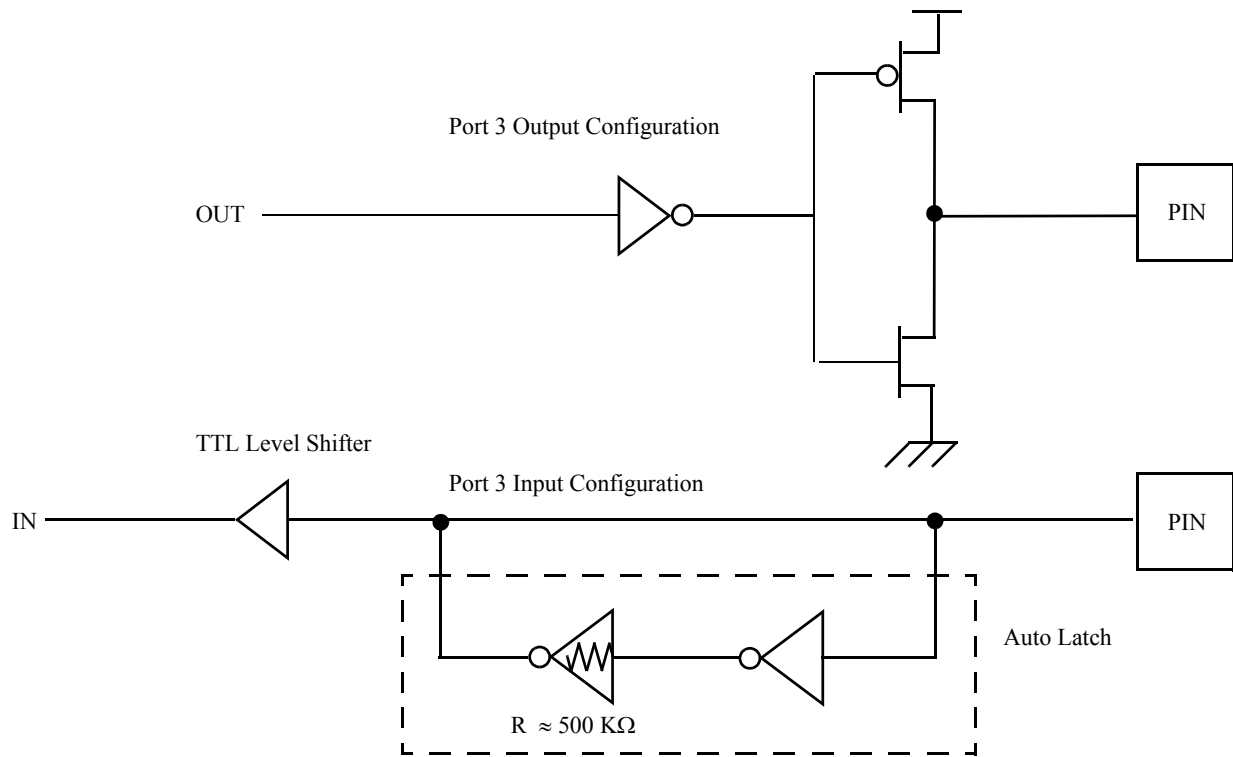 Port 3 Output Configuration
OUT
PIN
TTL Level Shifter
Port 3 Input Configuration
IN
PIN
Auto Latch
R ≈ 500 KΩ